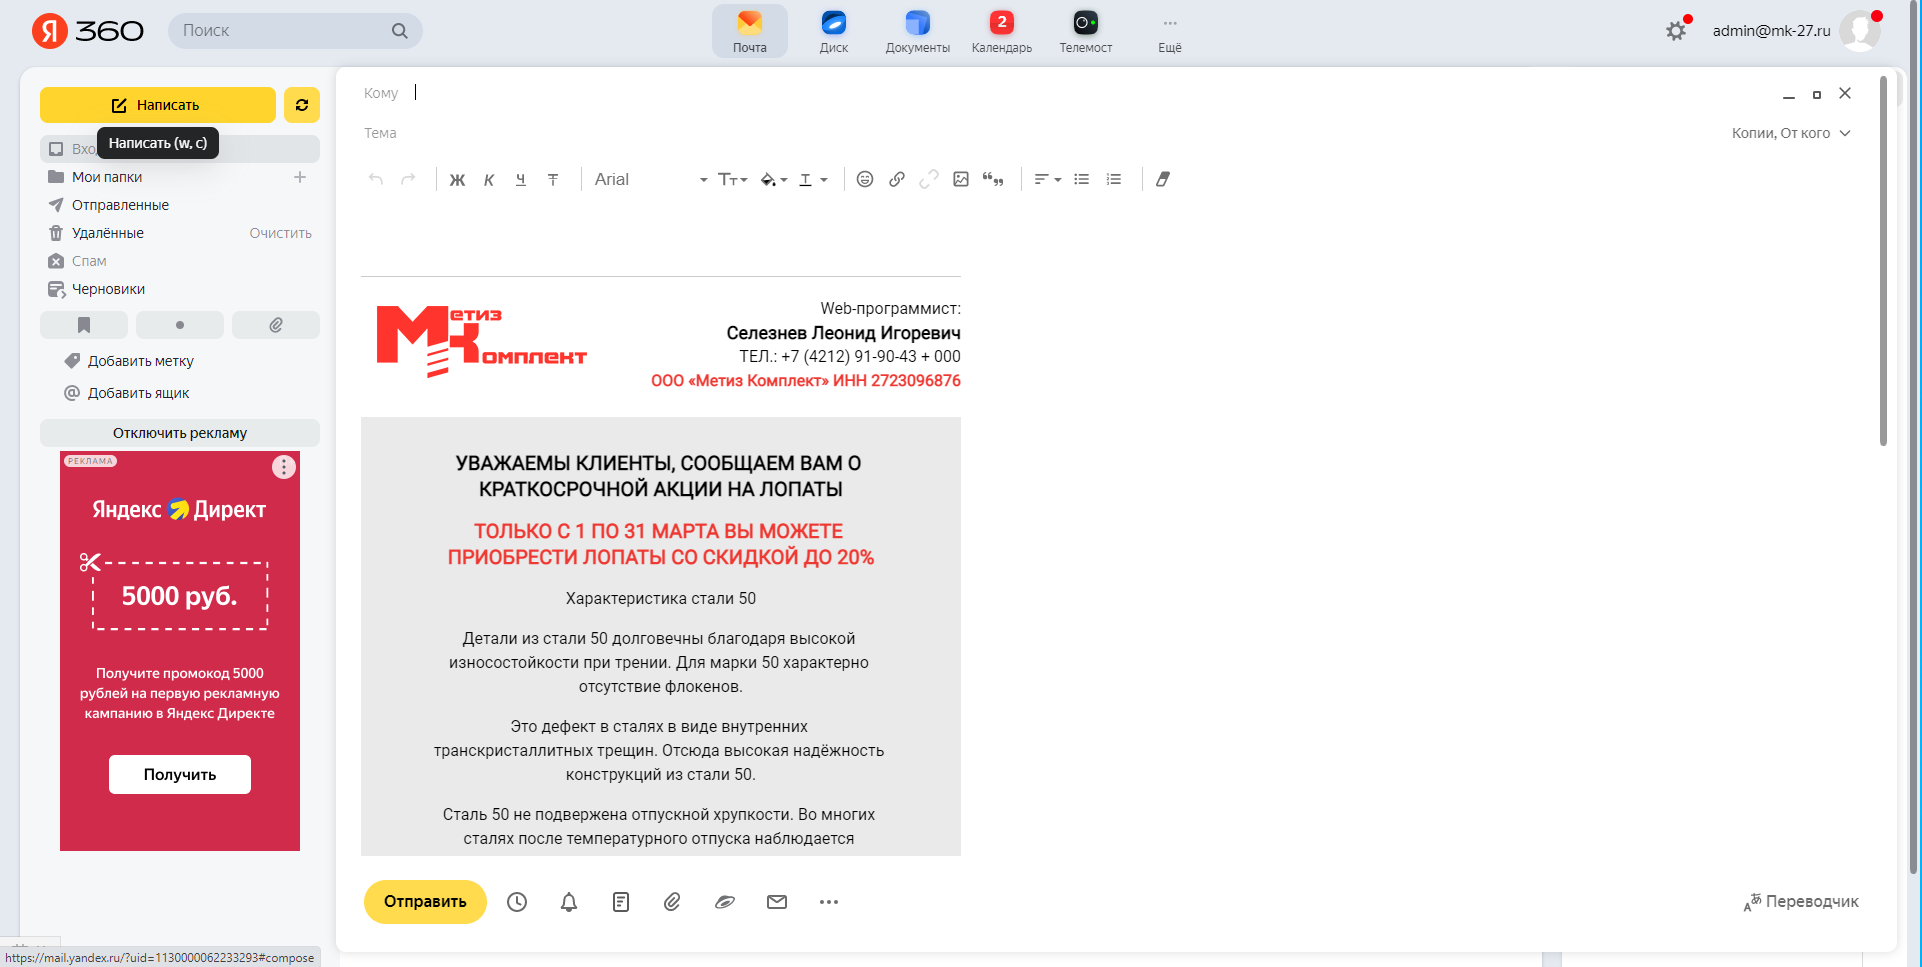 Я 360
Поиск
Почта
Диск
Документы
2
Календарь
Телемост
Ещё
admin@mk-27.ru
Написать
Написать (w, c)
Вхо
Мои папки
Отправленные
Удалённые
Очистить
Спам
Черновики
Добавить метку
Добавить ящик
Отключить рекламу
РЕКЛАМА
Яндекс Директ
5000 руб.
Получите промокод 5000
рублей на первую рекламную
кампанию в Яндекс Директе
Получить
https://mail.yandex.ru/?uid=1130000062233293#compose
Кому
Тема
Копии, От кого
Ж К Ч Т
Arial
Метиз
Комплект
Web-программист:
Селезнев Леонид Игоревич
ТЕЛ.: +7 (4212) 91-90-43 + 000
ООО «Метиз Комплект» ИНН 2723096876
УВАЖАЕМЫ КЛИЕНТЫ, СООБЩАЕМ ВАМ О
КРАТКОСРОЧНОЙ АКЦИИ НА ЛОПАТЫ
ТОЛЬКО С 1 ПО 31 МАРТА ВЫ МОЖЕТЕ
ПРИОБРЕСТИ ЛОПАТЫ СО СКИДКОЙ ДО 20%
Характеристика стали 50
Детали из стали 50 долговечны благодаря высокой
износостойкости при трении. Для марки 50 характерно
отсутствие флокенов.
Это дефект в сталях в виде внутренних
транскристаллитных трещин. Отсюда высокая надёжность
конструкций из стали 50.
Сталь 50 не подвержена отпускной хрупкости. Во многих
сталях после температурного отпуска наблюдается
Отправить
Переводчик